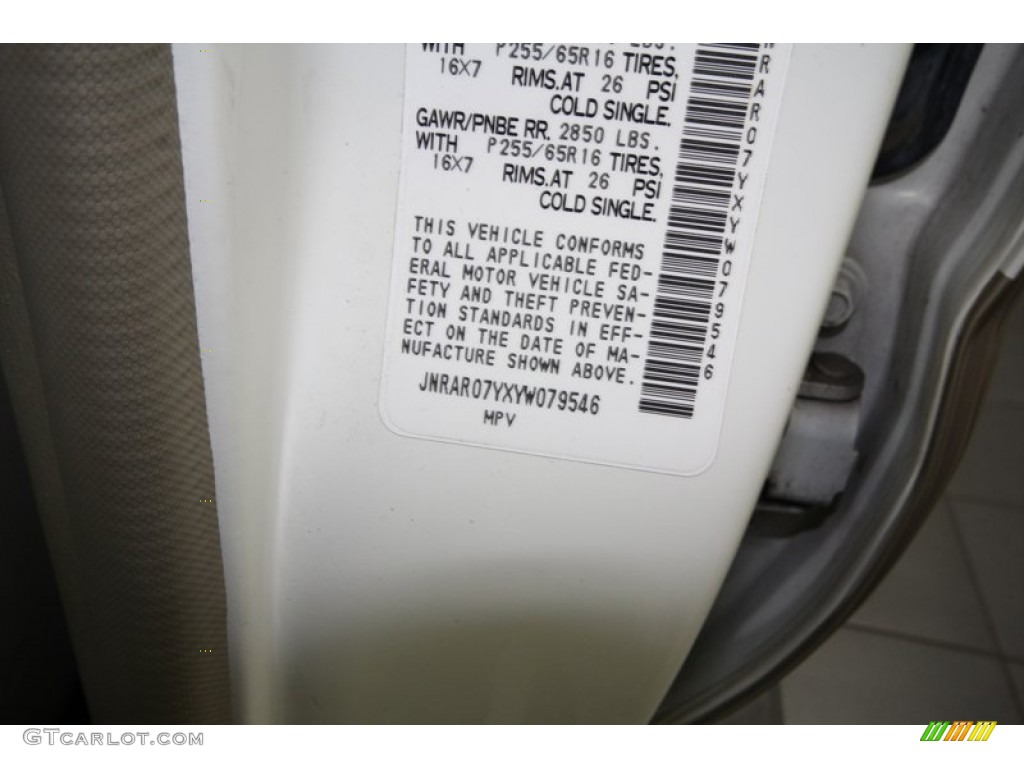 WITH P255/65R16 TIRES,
16X7 RIMS.AT 26 PSI
COLD SINGLE.
GAWR/PNBE RR. 2850 LBS.
WITH P255/65R16 TIRES,
16X7 RIMS.AT 26 PSI
COLD SINGLE.
THIS VEHICLE CONFORMS
TO ALL APPLICABLE FED-
ERAL MOTOR VEHICLE SA-
FETY AND THEFT PREVEN-
TION STANDARDS IN EFF-
ECT ON THE DATE OF MA-
NUFACTURE SHOWN ABOVE.
JNRAR07YXYW079546
MPV
RAR07YXYW079546
GTcarlot.com